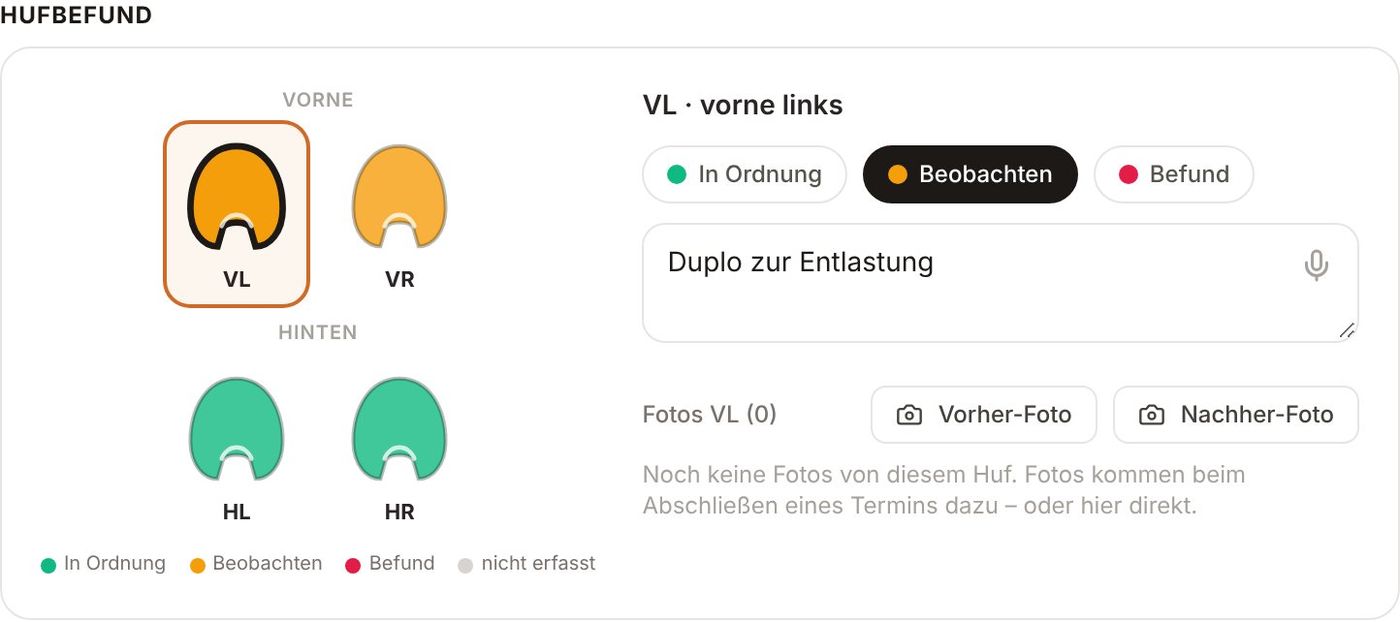 HUFBEFUND
VORNE
VL
VR
HINTEN
HL
HR
In Ordnung
Beobachten
Befund
nicht erfasst
VL · vorne links
In Ordnung
Beobachten
Befund
Duplo zur Entlastung
Fotos VL (0)
Vorher-Foto
Nachher-Foto
Noch keine Fotos von diesem Huf. Fotos kommen beim
Abschließen eines Termins dazu – oder hier direkt.